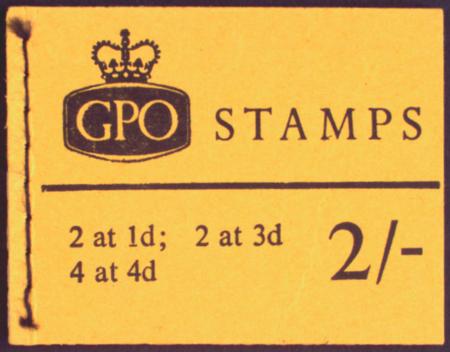 GPO STAMPS
2 at 1d; 2 at 3d
4 at 4d
2/-